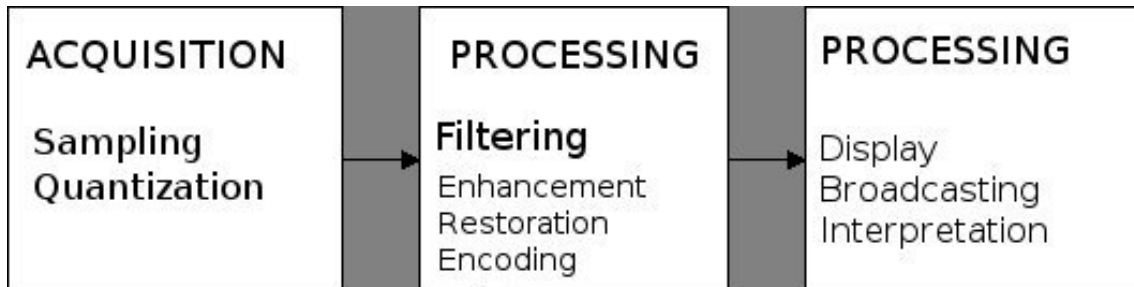 ACQUISITION
Sampling
Quantization
PROCESSING
Filtering
Enhancement
Restoration
Encoding
PROCESSING
Display
Broadcasting
Interpretation